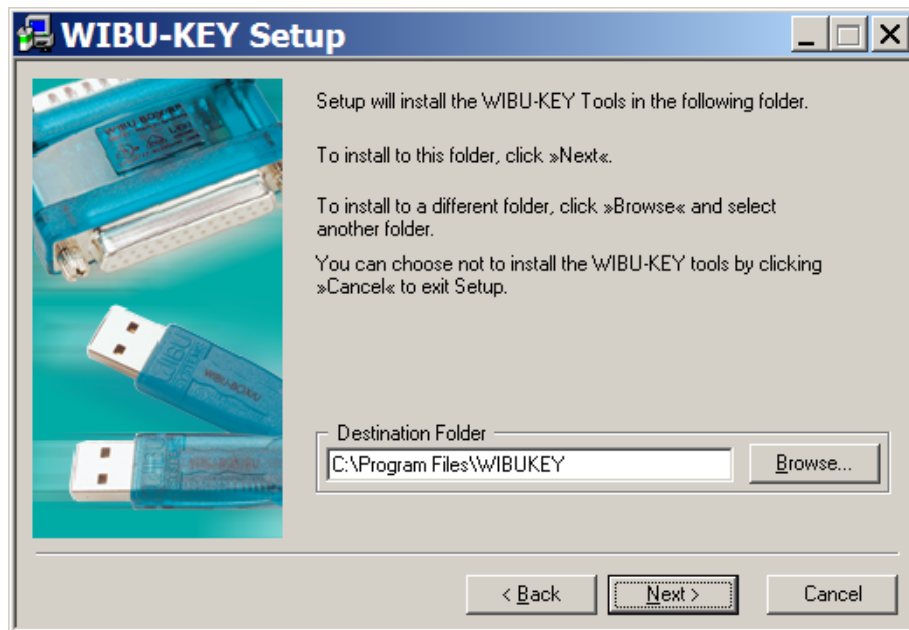 WIBU-KEY Setup
Setup will install the WIBU-KEY Tools in the following folder.
To install to this folder, click »Next«.
To install to a different folder, click »Browse« and select
another folder.
You can choose not to install the WIBU-KEY tools by clicking
»Cancel« to exit Setup.
WIBU
WIBU-BOX/U
Destination Folder
C:\Program Files\WIBUKEY
Browse...
< Back
Next >
Cancel